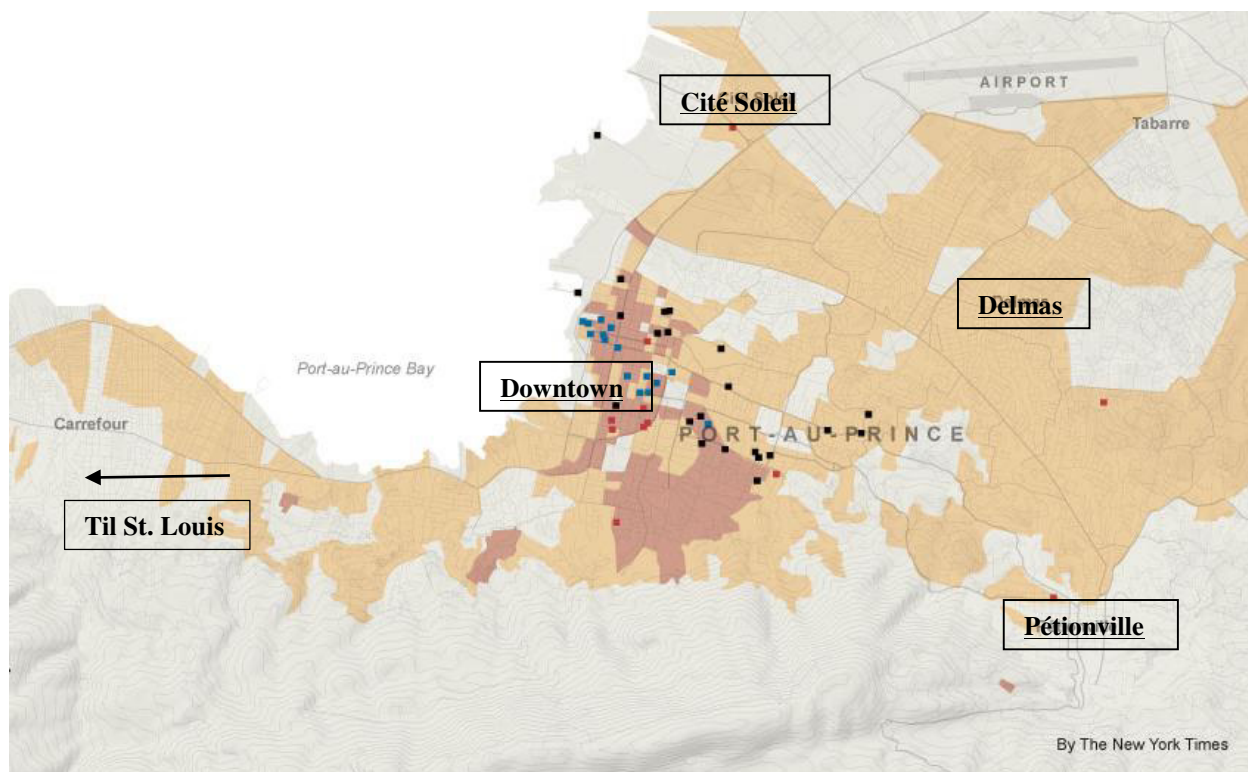 Cité Soleil
AIRPORT
Tabarre
Delmas
Port-au-Prince Bay
Downtown
Carrefour
PORT-AU-PRINCE
Til St. Louis
Pétionville
By The New York Times